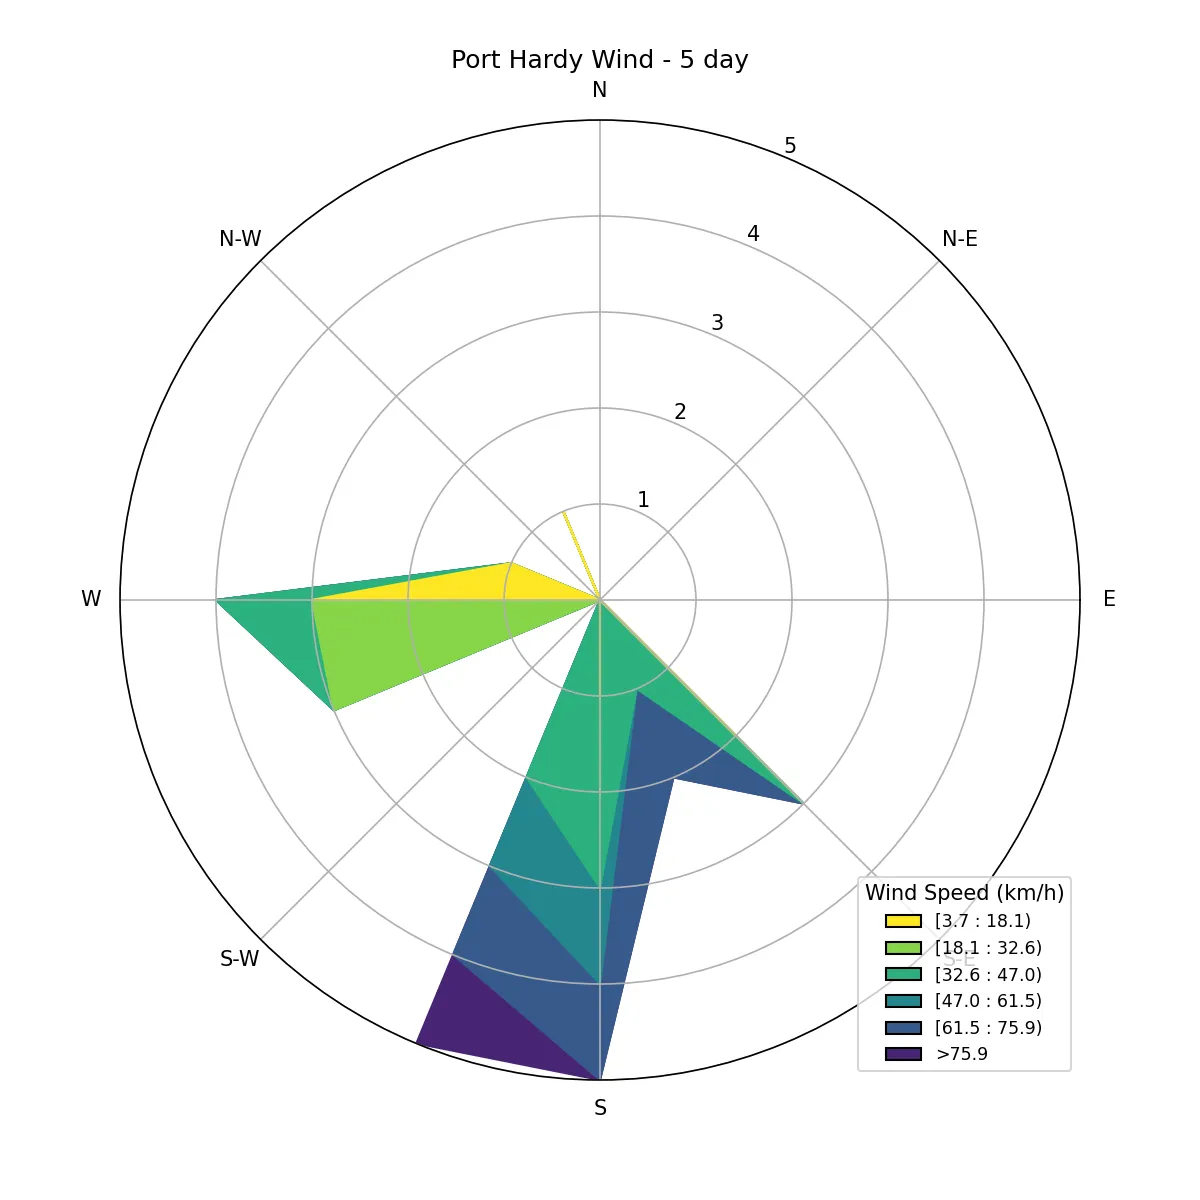 Port Hardy Wind - 5 day
N
5
N-W
N-E
4
3
2
1
W
E
Wind Speed (km/h)
[3.7 : 18.1)
[18.1 : 32.6)
S-W
S-E
[32.6 : 47.0)
[47.0 : 61.5)
[61.5 : 75.9)
>75.9
S